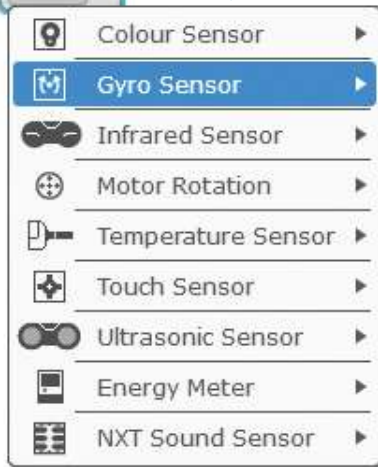 Colour Sensor
Gyro Sensor
Infrared Sensor
Motor Rotation
Temperature Sensor
Touch Sensor
Ultrasonic Sensor
Energy Meter
NXT Sound Sensor